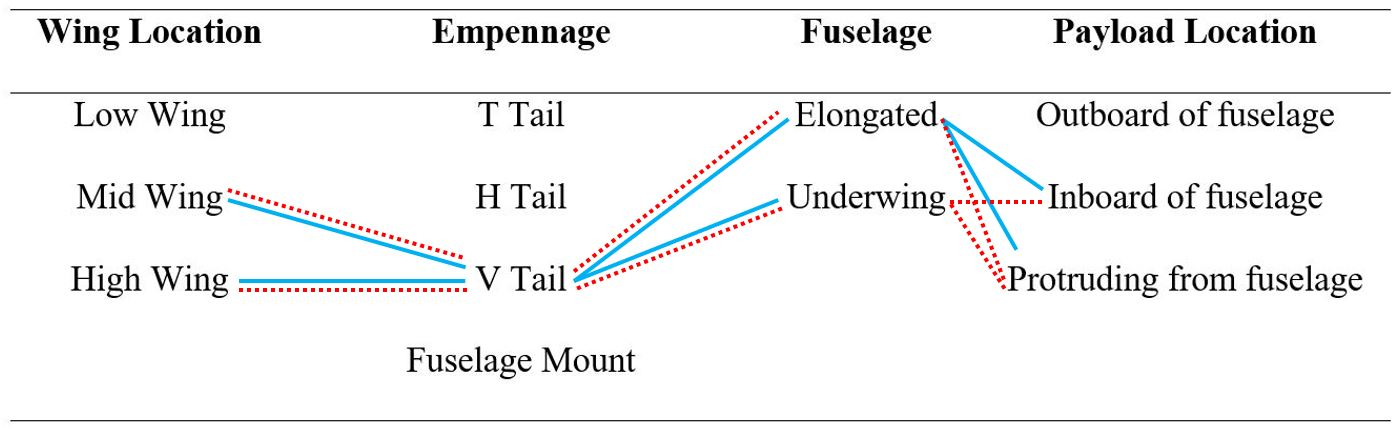 Wing Location Empennage Fuselage Payload Location
Low Wing T Tail Elongated Outboard of fuselage
Mid Wing H Tail Underwing Inboard of fuselage
High Wing V Tail Protruding from fuselage
Fuselage Mount